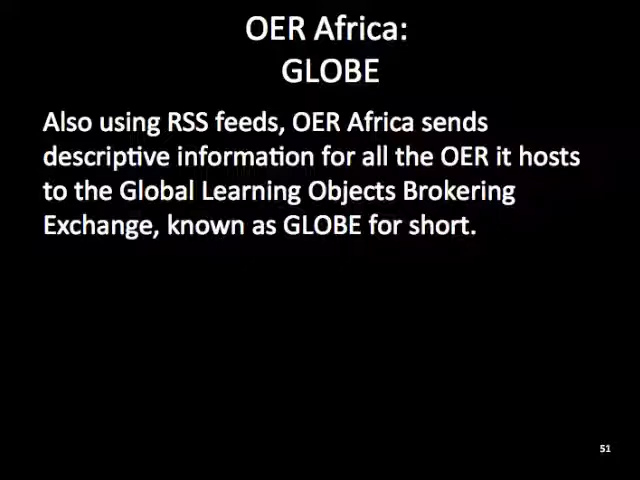 OER Africa:
GLOBE
Also using RSS feeds, OER Africa sends
descriptive information for all the OER it hosts
to the Global Learning Objects Brokering
Exchange, known as GLOBE for short.
51